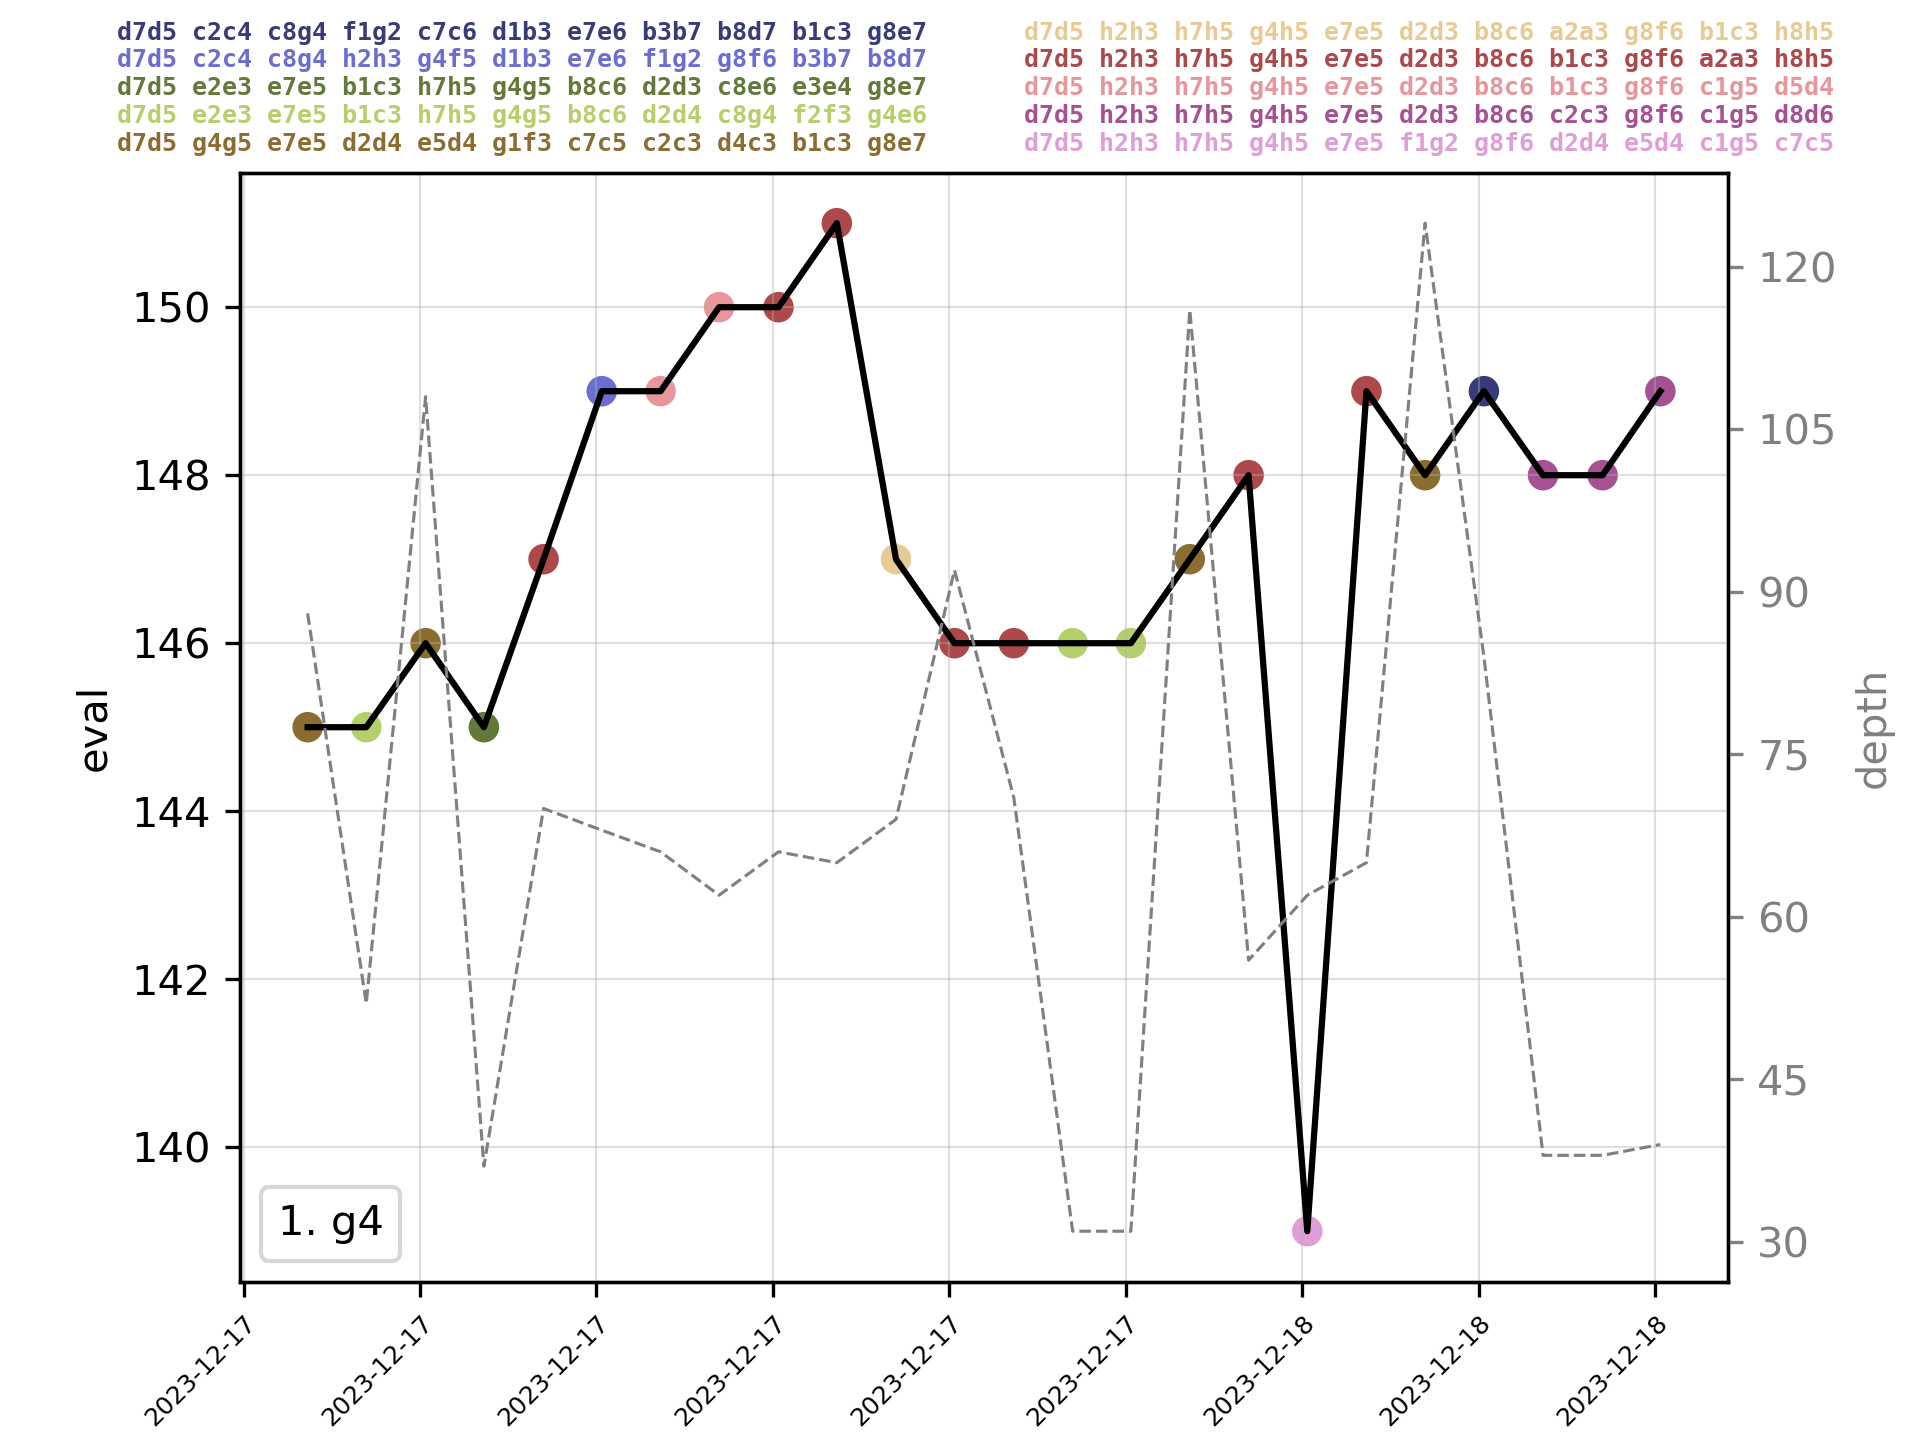 d7d5 c2c4 c8g4 f1g2 c7c6 d1b3 e7e6 b3b7 b8d7 b1c3 g8e7
d7d5 c2c4 c8g4 h2h3 g4f5 d1b3 e7e6 f1g2 g8f6 b3b7 b8d7
d7d5 e2e3 e7e5 b1c3 h7h5 g4g5 b8c6 d2d3 c8e6 e3e4 g8e7
d7d5 e2e3 e7e5 b1c3 h7h5 g4g5 b8c6 d2d4 c8g4 f2f3 g4e6
d7d5 g4g5 e7e5 d2d4 e5d4 g1f3 c7c5 c2c3 d4c3 b1c3 g8e7
d7d5 h2h3 h7h5 g4h5 e7e5 d2d3 b8c6 a2a3 g8f6 b1c3 h8h5
d7d5 h2h3 h7h5 g4h5 e7e5 d2d3 b8c6 b1c3 g8f6 a2a3 h8h5
d7d5 h2h3 h7h5 g4h5 e7e5 d2d3 b8c6 b1c3 g8f6 c1g5 d5d4
d7d5 h2h3 h7h5 g4h5 e7e5 d2d3 b8c6 c2c3 g8f6 c1g5 d8d6
d7d5 h2h3 h7h5 g4h5 e7e5 f1g2 g8f6 d2d4 e5d4 c1g5 c7c5
150
148
146
144
142
140
eval
120
105
90
75
60
45
30
depth
1. g4
2023-12-17
2023-12-17
2023-12-17
2023-12-17
2023-12-17
2023-12-17
2023-12-18
2023-12-18
2023-12-18